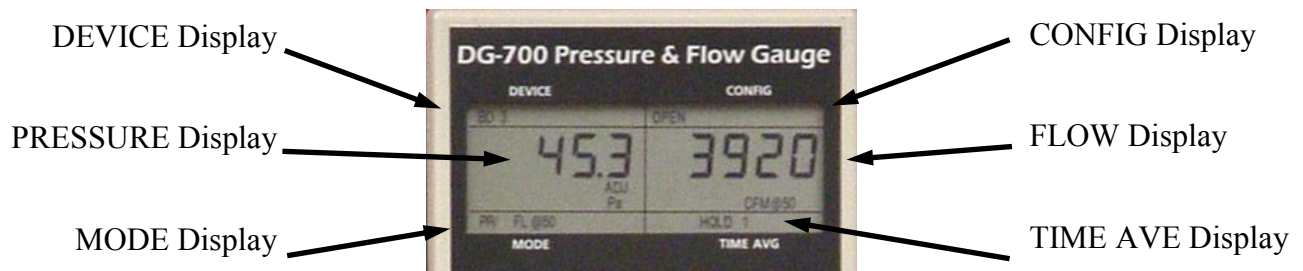 DEVICE Display
CONFIG Display
DG-700 Pressure & Flow Gauge
DEVICE CONFIG
BD 3 OPEN
PRESSURE Display
45.3 3920
FLOW Display
ADJ
Pa CFM@50
PR/ FL @50 HOLD 1
MODE Display
MODE TIME AVG
TIME AVE Display